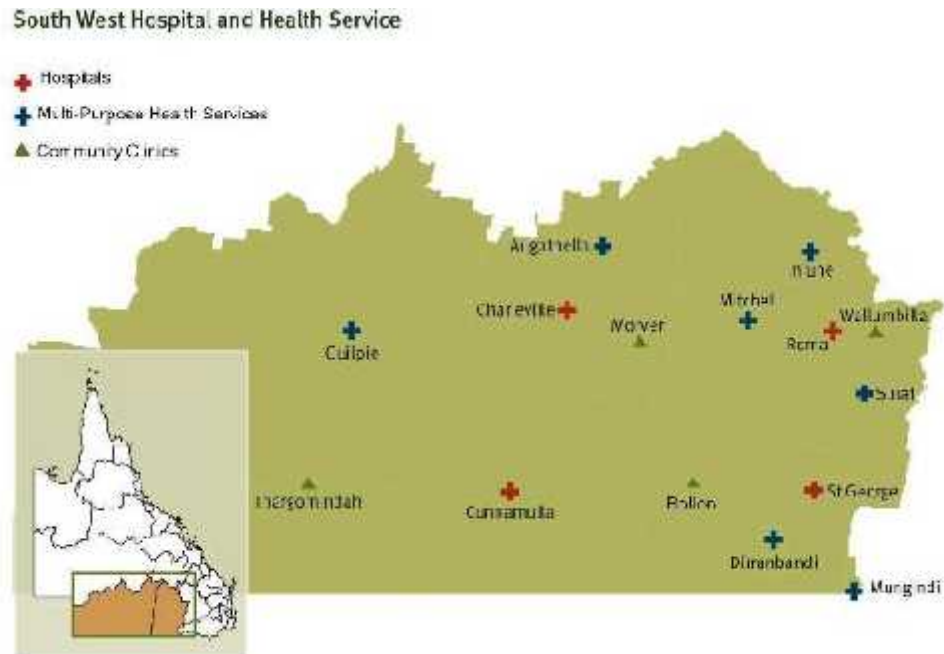 South West Hospital and Health Service
Hospitals
Multi-Purpose Health Services
Community Clinics
Augathella
Injune
Charleville
Mitchell
Wallumbilla
Morven
Quilpie
Roma
Surat
Thargomindah
Cunnamulla
Bollon
St George
Dirranbandi
Mungindi